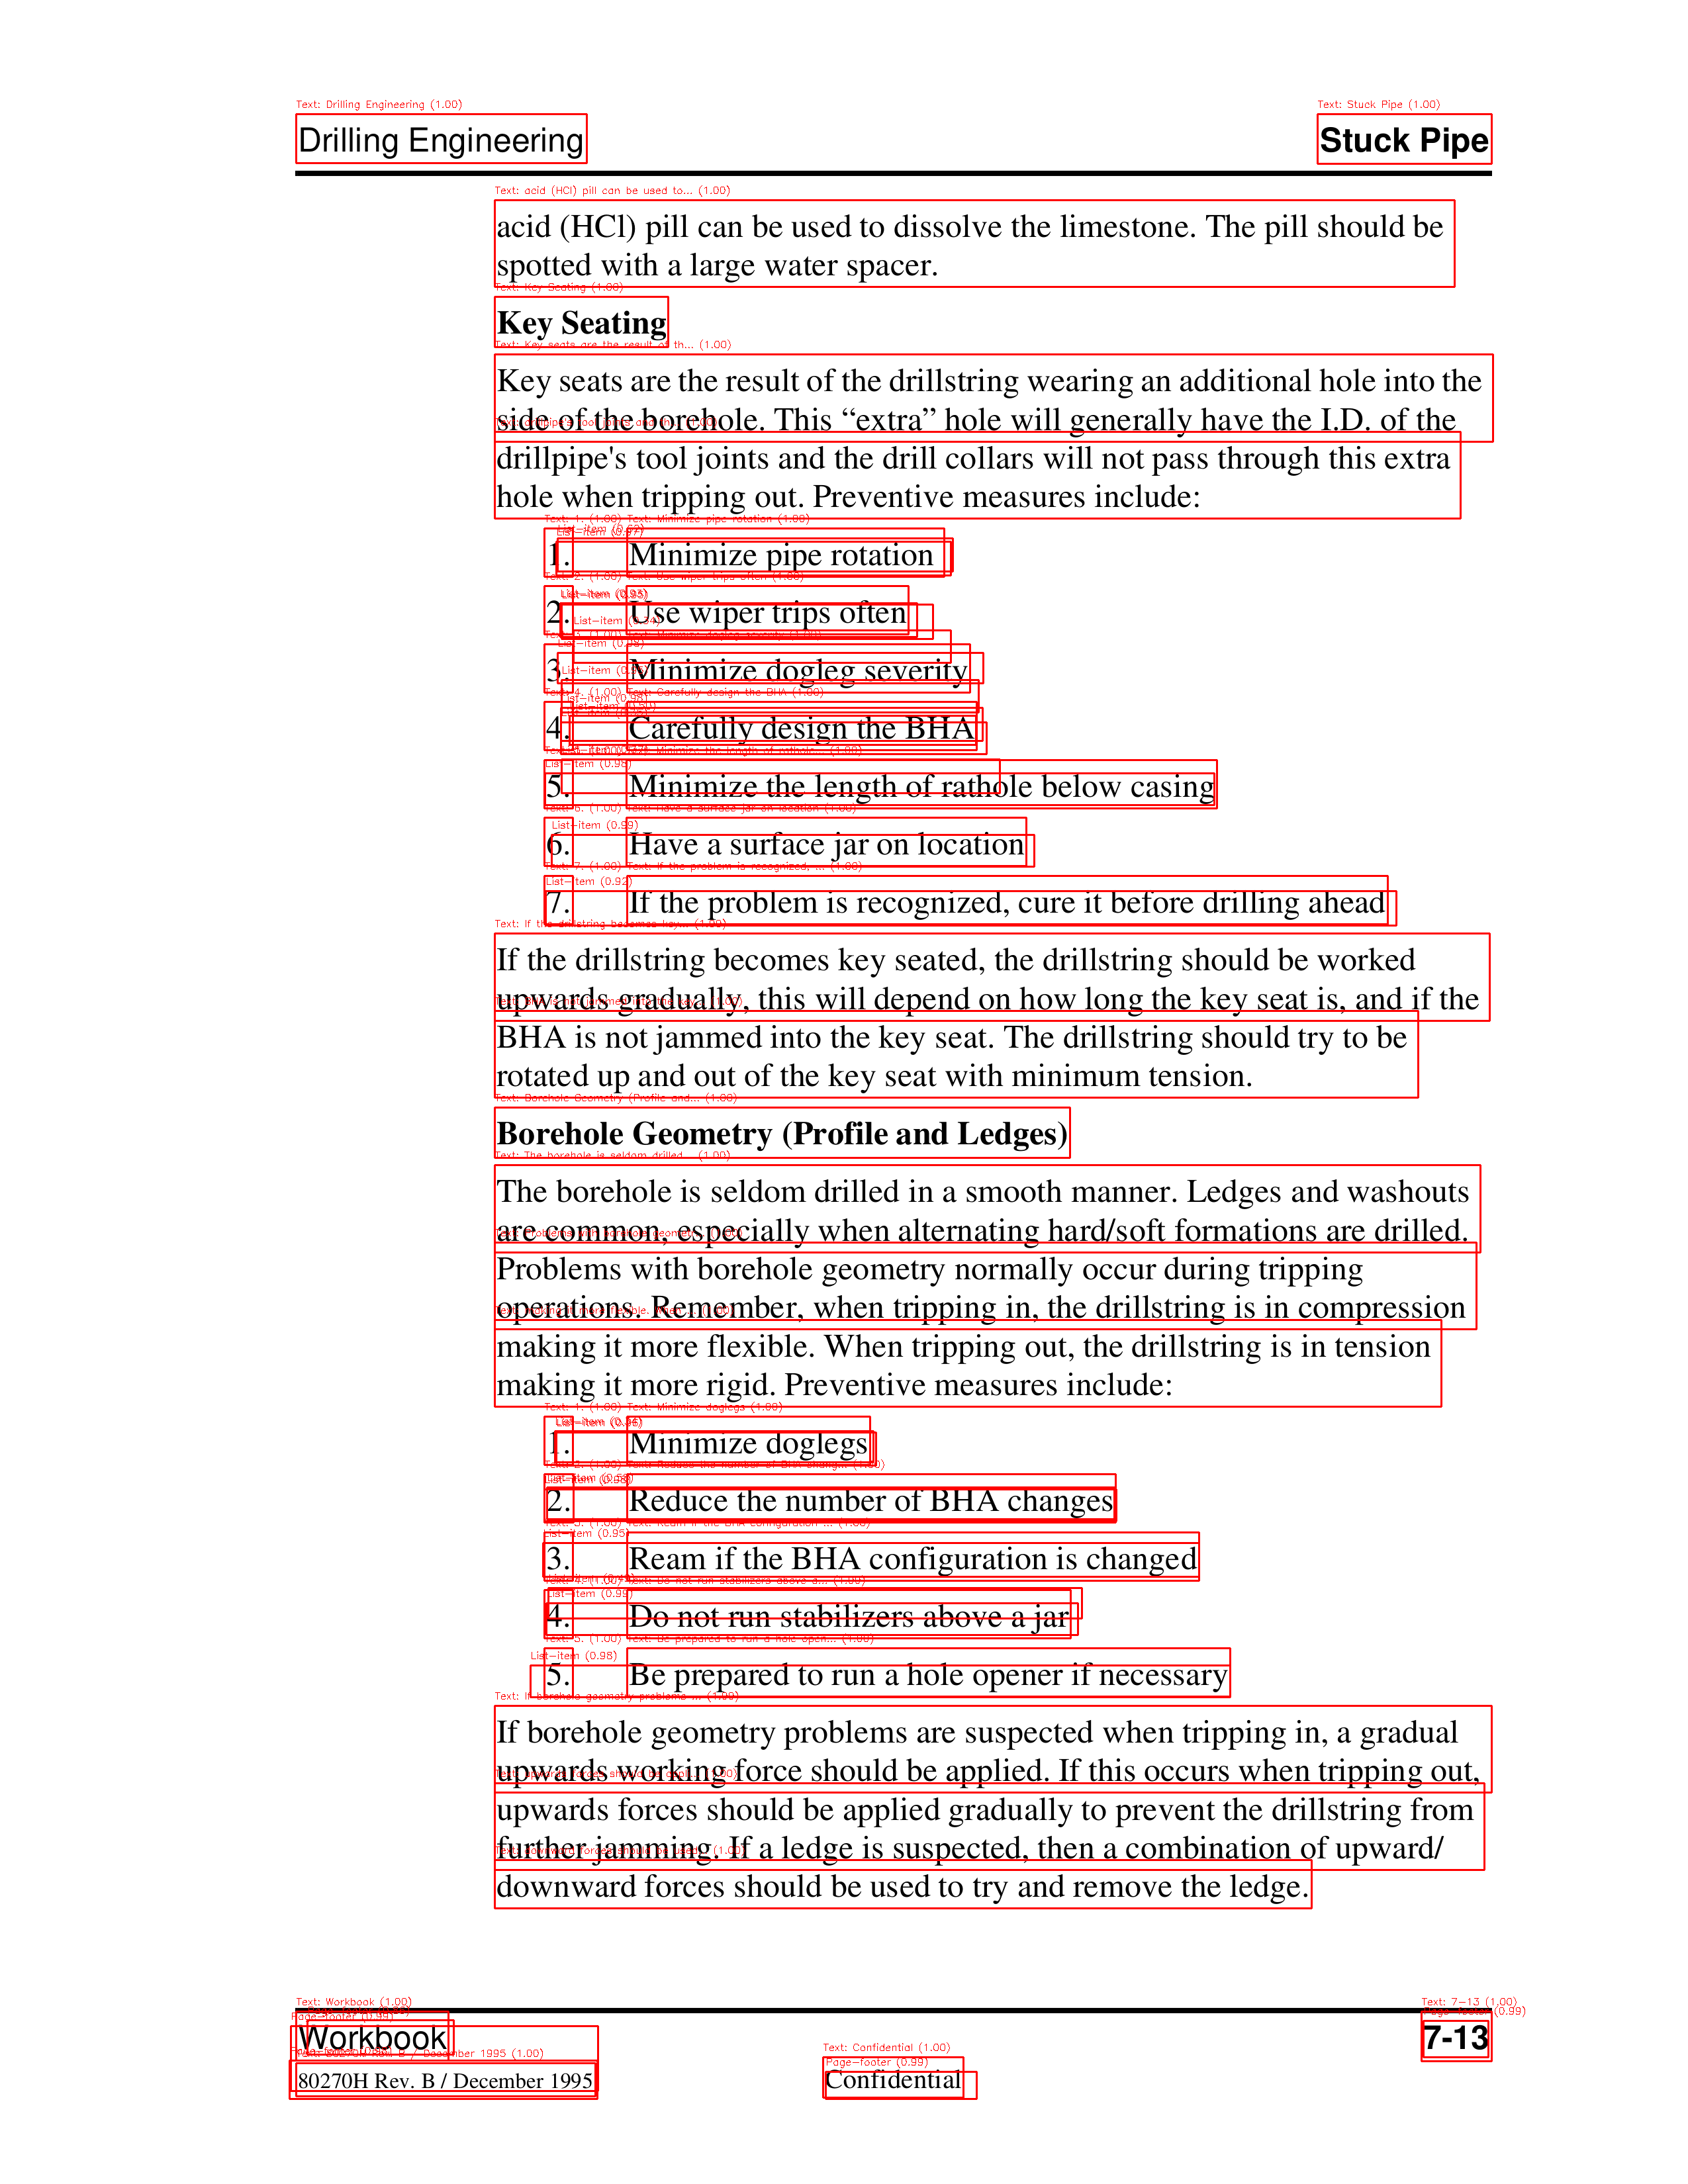 Drilling Engineering
Stuck Pipe
acid (HCl) pill can be used to dissolve the limestone. The pill should be
spotted with a large water spacer.
Key Seating
Key seats are the result of the drillstring wearing an additional hole into the
side of the borehole. This “extra” hole will generally have the I.D. of the
drillpipe's tool joints and the drill collars will not pass through this extra
hole when tripping out. Preventive measures include:
1. Minimize pipe rotation
2. Use wiper trips often
3. Minimize dogleg severity
4. Carefully design the BHA
5. Minimize the length of rathole below casing
6. Have a surface jar on location
7. If the problem is recognized, cure it before drilling ahead
If the drillstring becomes key seated, the drillstring should be worked
upwards gradually, this will depend on how long the key seat is, and if the
BHA is not jammed into the key seat. The drillstring should try to be
rotated up and out of the key seat with minimum tension.
Borehole Geometry (Profile and Ledges)
The borehole is seldom drilled in a smooth manner. Ledges and washouts
are common, especially when alternating hard/soft formations are drilled.
Problems with borehole geometry normally occur during tripping
operations. Remember, when tripping in, the drillstring is in compression
making it more flexible. When tripping out, the drillstring is in tension
making it more rigid. Preventive measures include:
1. Minimize doglegs
2. Reduce the number of BHA changes
3. Ream if the BHA configuration is changed
4. Do not run stabilizers above a jar
5. Be prepared to run a hole opener if necessary
If borehole geometry problems are suspected when tripping in, a gradual
upwards working force should be applied. If this occurs when tripping out,
upwards forces should be applied gradually to prevent the drillstring from
further jamming. If a ledge is suspected, then a combination of upward/
downward forces should be used to try and remove the ledge.
Workbook
7-13
80270H Rev. B / December 1995
Confidential